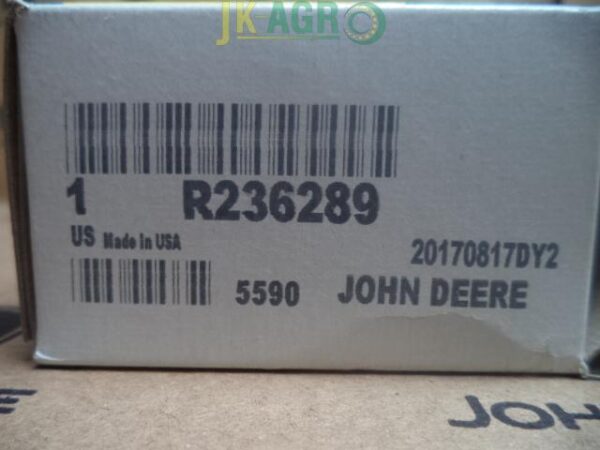 JK-AGRO
1 R236289
US Made in USA
20170817DY2
5590 JOHN DEERE
JOH